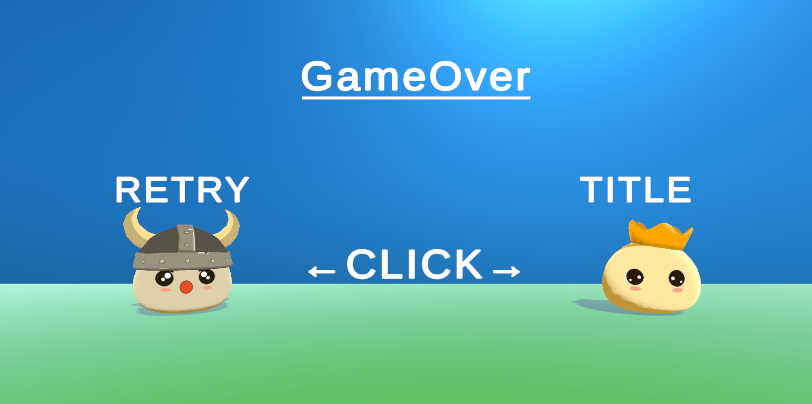 GameOver
RETRY
TITLE
←CLICK→